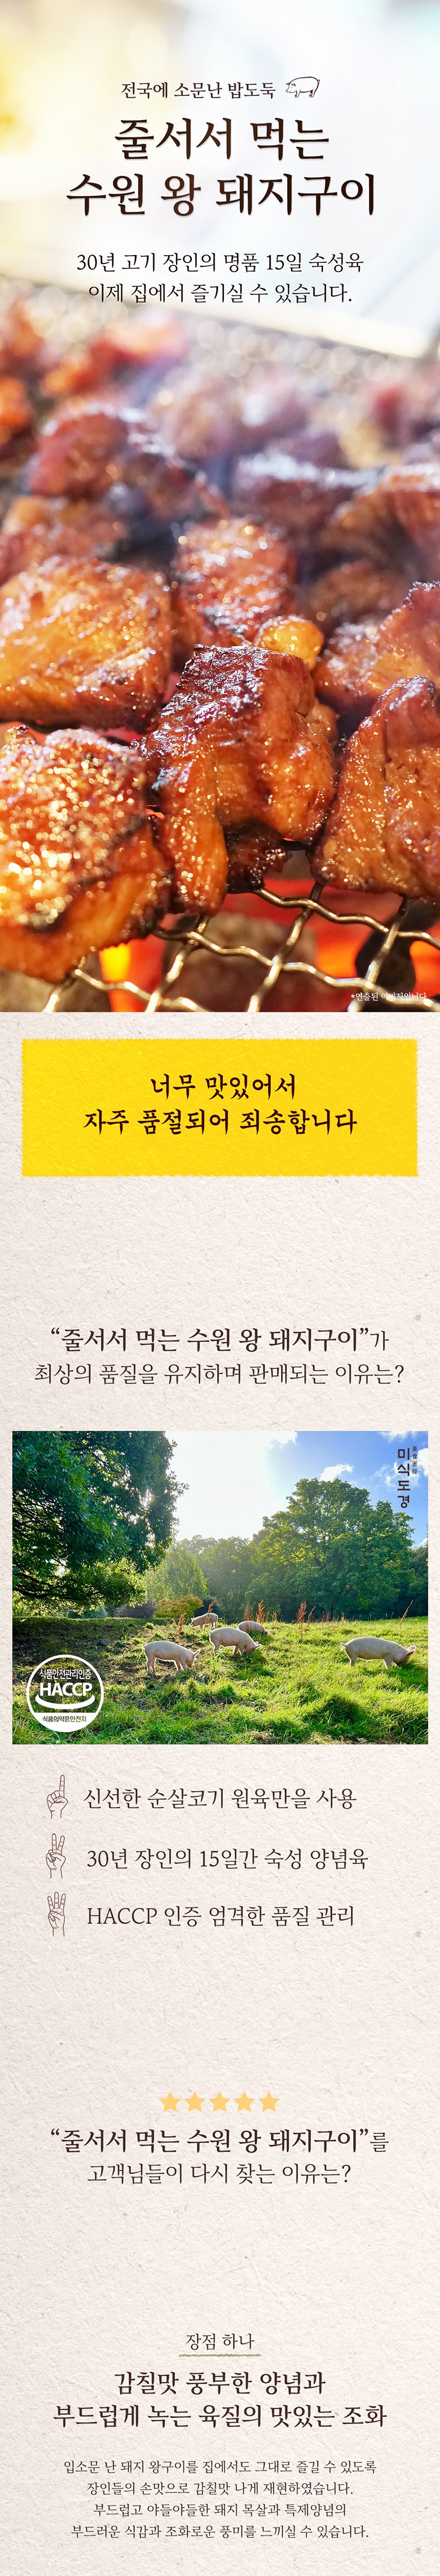 전국에 소문난 밥도둑
줄서서 먹는
수원 왕 돼지구이
30년 고기 장인의 명품 15일 숙성육
이제 집에서 즐기실 수 있습니다.
*연출된 이미지입니다
너무 맛있어서
자주 품절되어 죄송합니다
“줄서서 먹는 수원 왕 돼지구이”가
최상의 품질을 유지하며 판매되는 이유는?
미식도경
식품안전관리인증
HACCP
식품의약품안전처
신선한 순살코기 원육만을 사용
30년 장인의 15일간 숙성 양념육
HACCP 인증 엄격한 품질 관리
“줄서서 먹는 수원 왕 돼지구이”를
고객님들이 다시 찾는 이유는?
장점 하나
감칠맛 풍부한 양념과
부드럽게 녹는 육질의 맛있는 조화
입소문 난 돼지 왕구이를 집에서도 그대로 즐길 수 있도록
장인들의 손맛으로 감칠맛 나게 재현하였습니다.
부드럽고 야들야들한 돼지 목살과 특제양념의
부드러운 식감과 조화로운 풍미를 느끼실 수 있습니다.